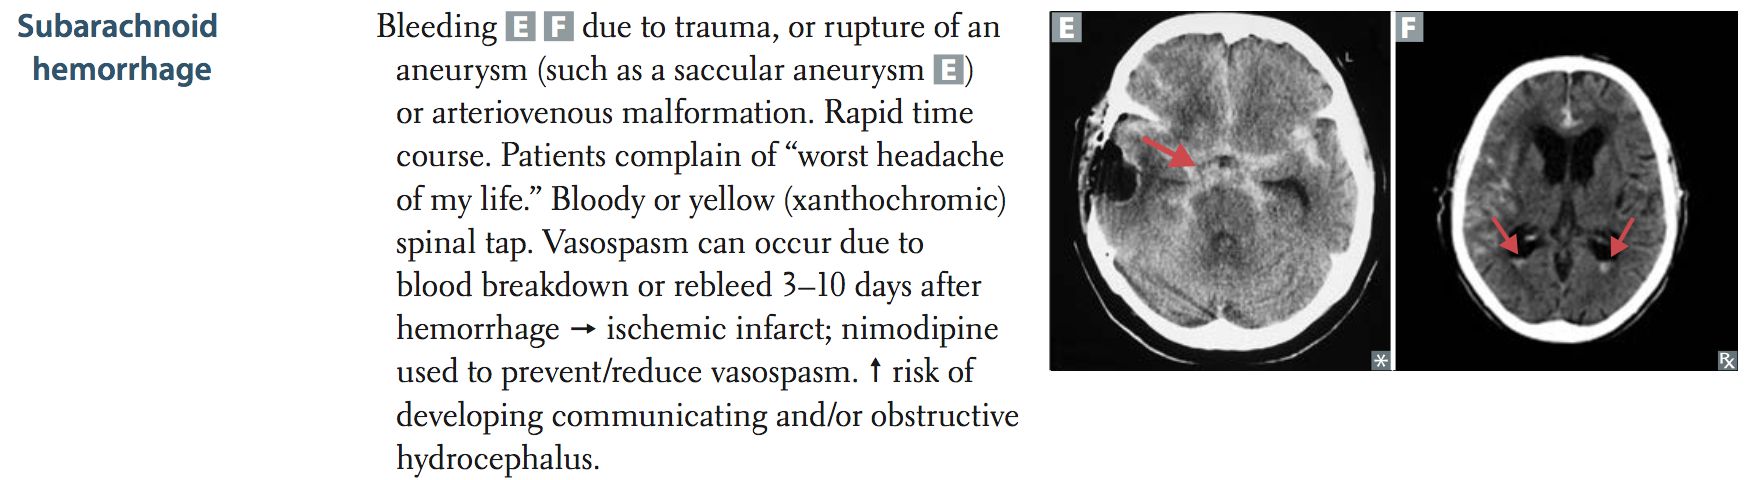 Subarachnoid
hemorrhage
Bleeding E F due to trauma, or rupture of an
aneurysm (such as a saccular aneurysm E)
or arteriovenous malformation. Rapid time
course. Patients complain of “worst headache
of my life.” Bloody or yellow (xanthochromic)
spinal tap. Vasospasm can occur due to
blood breakdown or rebleed 3–10 days after
hemorrhage → ischemic infarct; nimodipine
used to prevent/reduce vasospasm. ↑ risk of
developing communicating and/or obstructive
hydrocephalus.
E
L
*
F
Rx